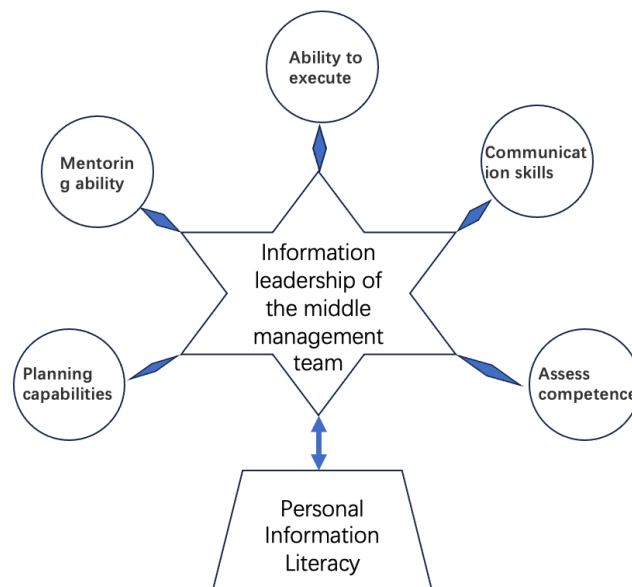 Ability to
execute
Mentorin
g ability
Communicat
ion skills
Information
leadership of
the middle
management
team
Planning
capabilities
Assess
competence
Personal
Information
Literacy